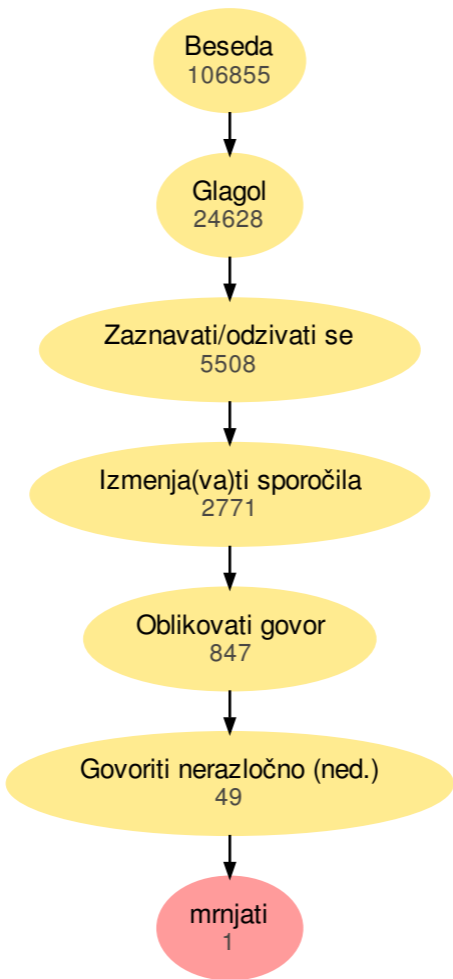 Beseda
106855
Glagol
24628
Zaznavati/odzivati se
5508
Izmenja(va)ti sporočila
2771
Oblikovati govor
847
Govoriti nerazločno (ned.)
49
mrnjati
1